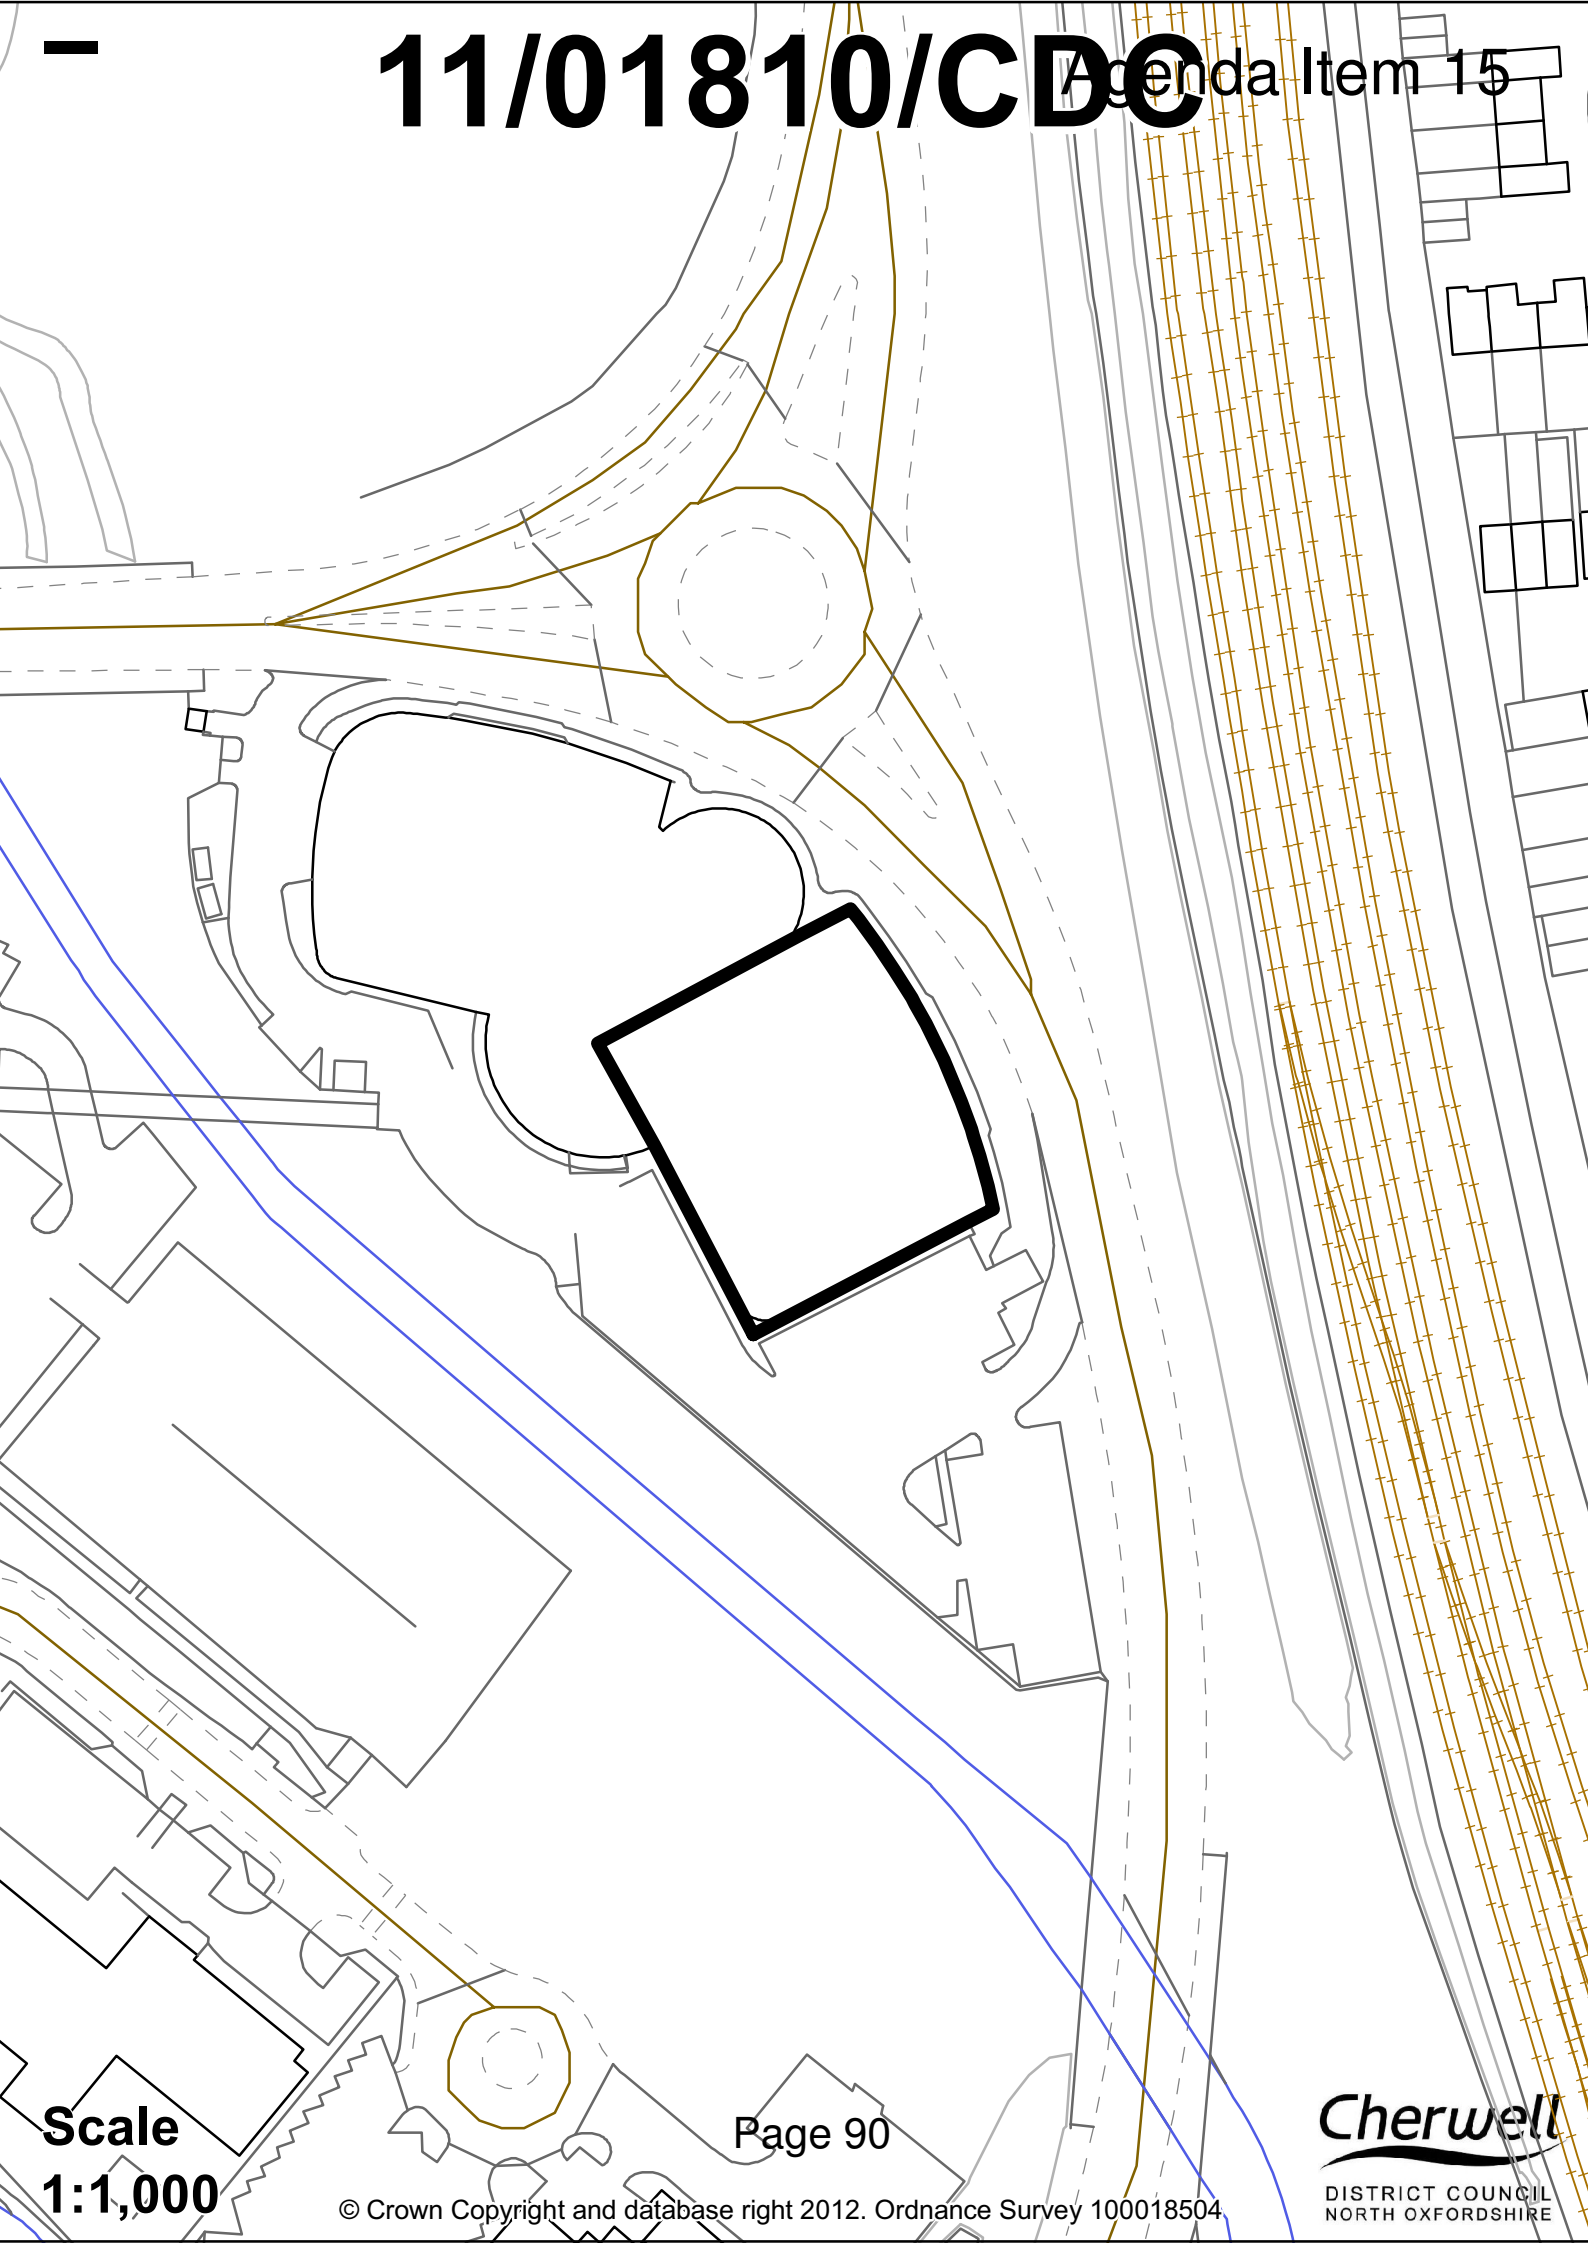 11/01810/CDC
Agenda Item 15
Scale
1:1,000
Page 90
© Crown Copyright and database right 2012. Ordnance Survey 100018504
Cherwell
DISTRICT COUNCIL
NORTH OXFORDSHIRE